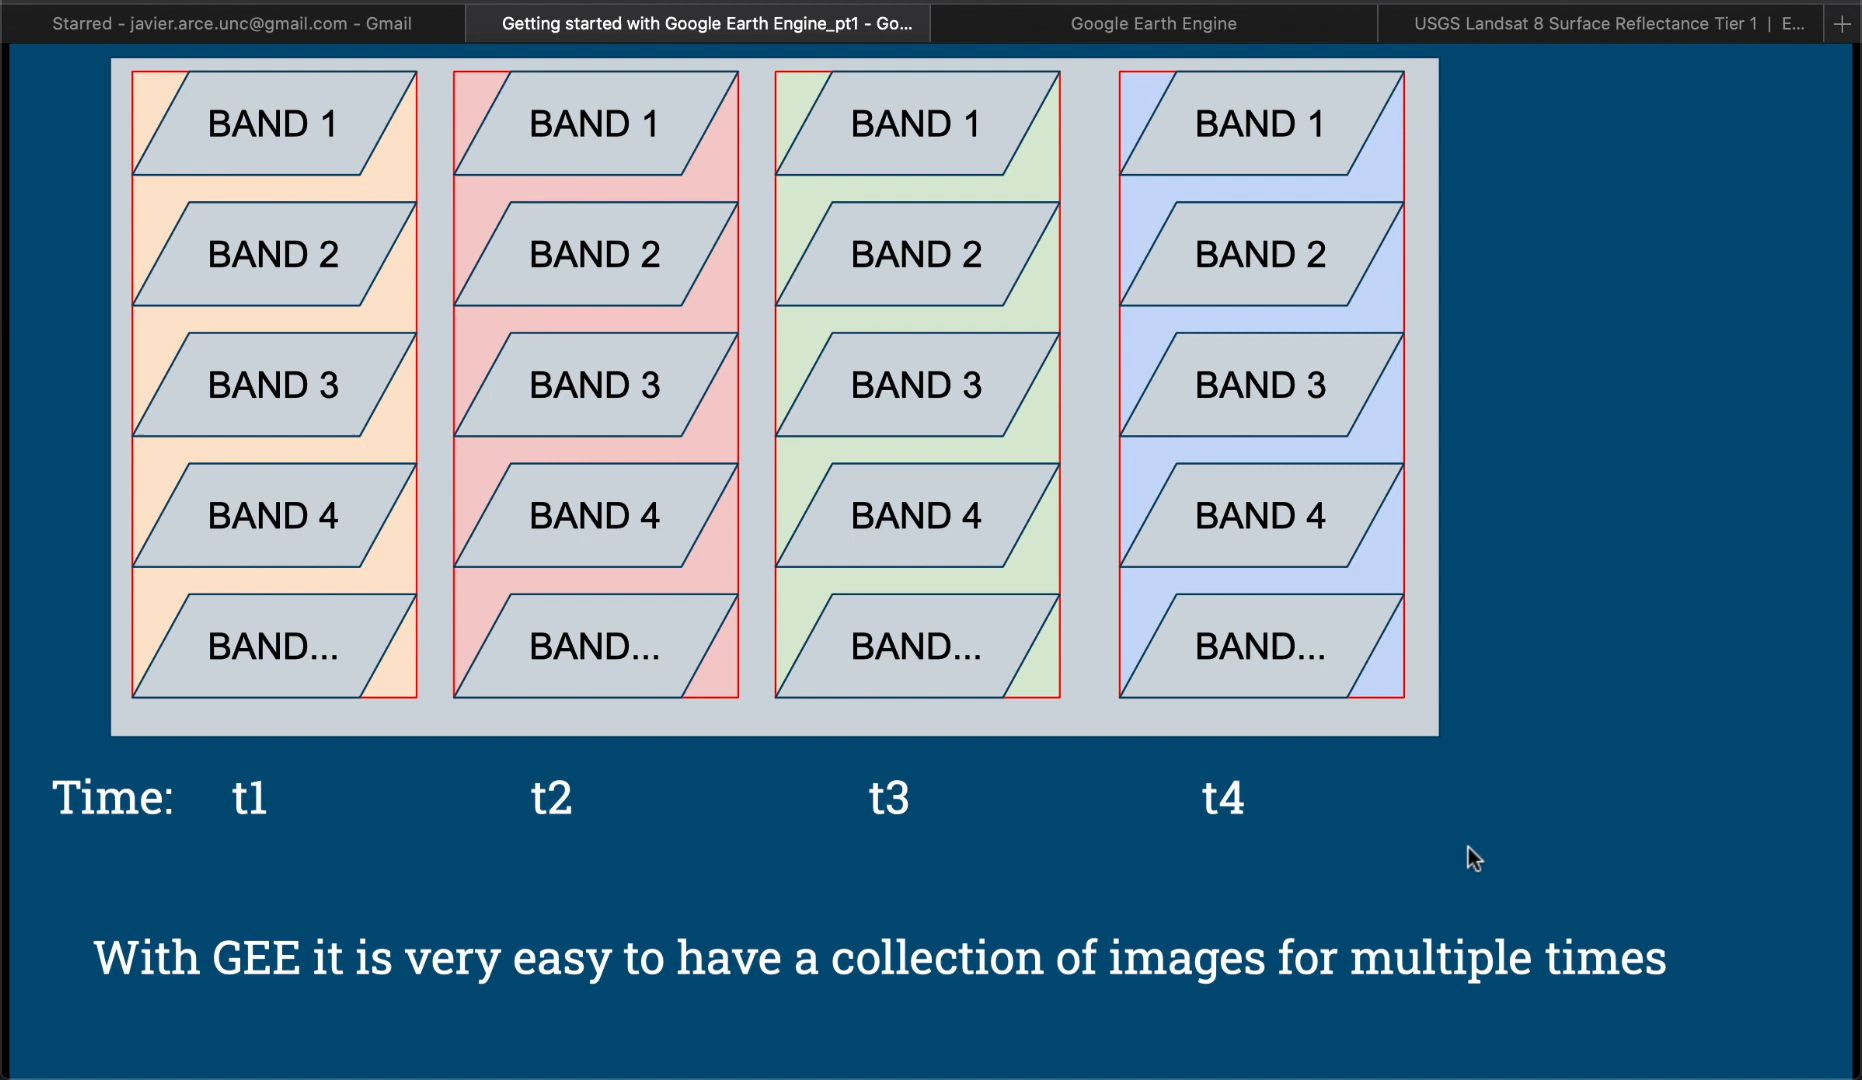 Starred - javier.arce.unc@gmail.com - Gmail
Getting started with Google Earth Engine_pt1 - Go...
Google Earth Engine
USGS Landsat 8 Surface Reflectance Tier 1 | E...
BAND 1 BAND 1 BAND 1 BAND 1
BAND 2 BAND 2 BAND 2 BAND 2
BAND 3 BAND 3 BAND 3 BAND 3
BAND 4 BAND 4 BAND 4 BAND 4
BAND... BAND... BAND... BAND...
Time: t1 t2 t3 t4
With GEE it is very easy to have a collection of images for multiple times